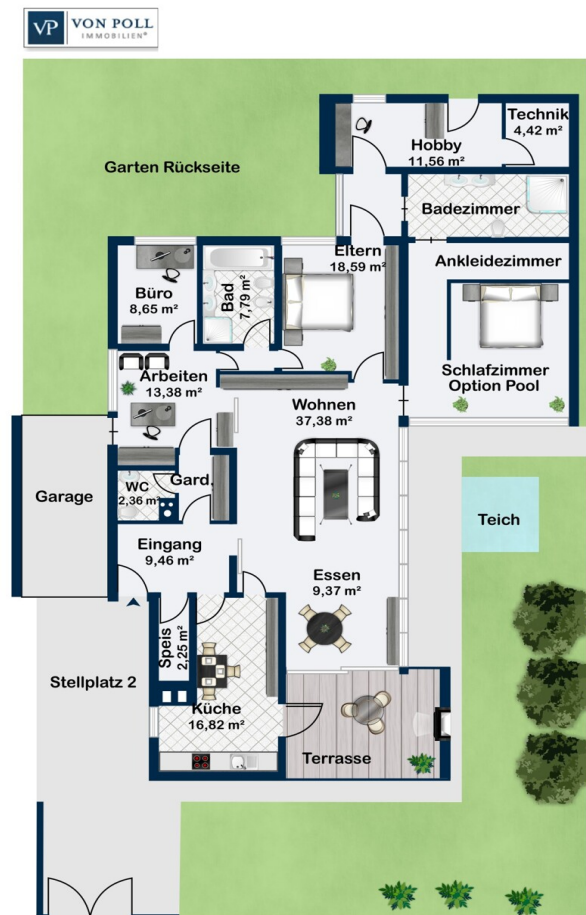 VP VON POLL
IMMOBILIEN®
Technik
4,42 m²
Hobby
11,56 m²
Garten Rückseite
Badezimmer
Eltern
18,59 m²
Ankleidezimmer
Büro
8,65 m²
Bad
7,79 m²
Schlafzimmer
Option Pool
Arbeiten
13,38 m²
Wohnen
37,38 m²
Garage
WC
2,36 m²
Gard.
Teich
Eingang
9,46 m²
Essen
9,37 m²
Speis
2,25 m²
Stellplatz 2
Küche
16,82 m²
Terrasse